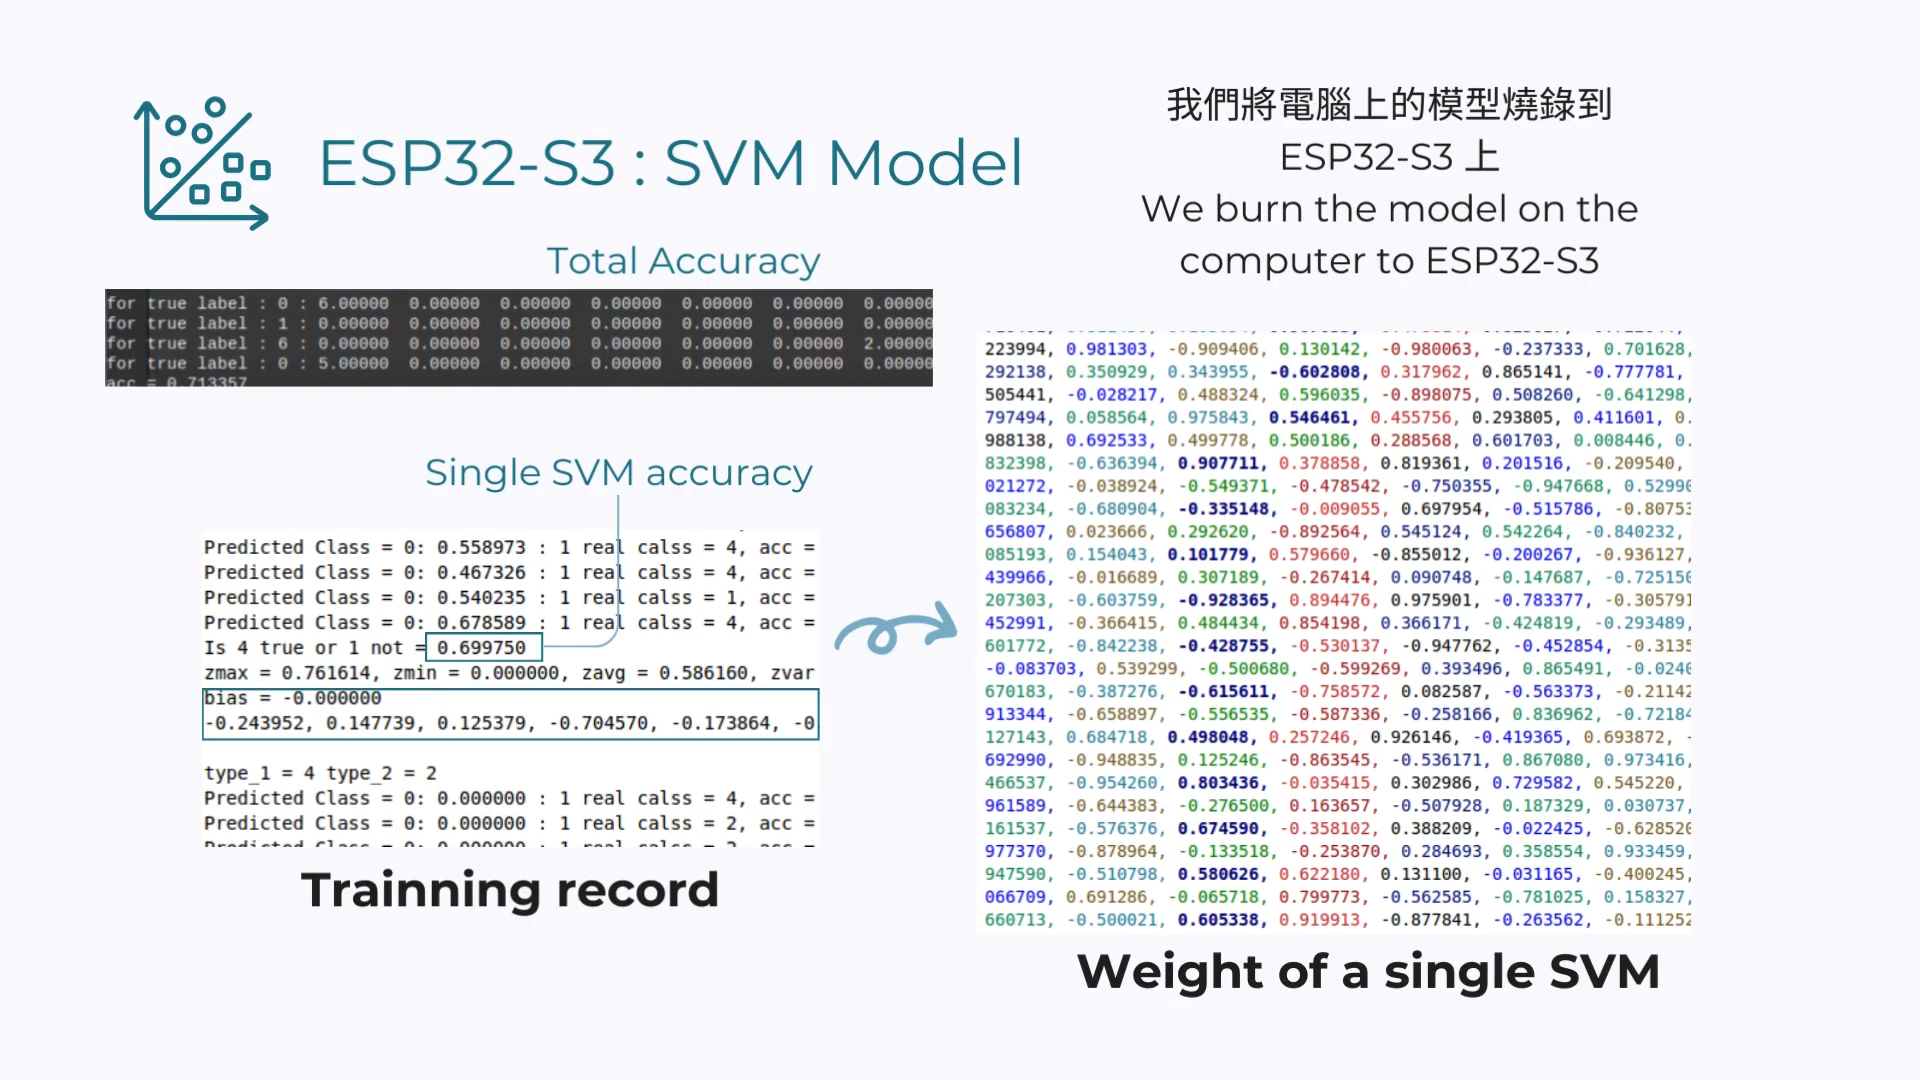 ESP32-S3 : SVM Model
我們將電腦上的模型燒錄到
ESP32-S3 上
We burn the model on the
computer to ESP32-S3
Total Accuracy
for true label : 0 : 6.00000 0.00000 0.00000 0.00000 0.00000 0.00000 0.00000
for true label : 1 : 0.00000 0.00000 0.00000 0.00000 0.00000 0.00000 0.00000
for true label : 6 : 0.00000 0.00000 0.00000 0.00000 0.00000 0.00000 2.00000
for true label : 0 : 5.00000 0.00000 0.00000 0.00000 0.00000 0.00000 0.00000
acc = 0.713357
Single SVM accuracy
Predicted Class = 0: 0.558973 : 1 real calss = 4, acc =
Predicted Class = 0: 0.467326 : 1 real calss = 4, acc =
Predicted Class = 0: 0.540235 : 1 real calss = 1, acc =
Predicted Class = 0: 0.678589 : 1 real calss = 4, acc =
Is 4 true or 1 not = 0.699750
zmax = 0.761614, zmin = 0.000000, zavg = 0.586160, zvar
bias = -0.000000
-0.243952, 0.147739, 0.125379, -0.704570, -0.173864, -0
type_1 = 4 type_2 = 2
Predicted Class = 0: 0.000000 : 1 real calss = 4, acc =
Predicted Class = 0: 0.000000 : 1 real calss = 2, acc =
Trainning record
223994, 0.981303, -0.909406, 0.130142, -0.980063, -0.237333, 0.701628,
292138, 0.350929, 0.343955, -0.602808, 0.317962, 0.865141, -0.777781,
505441, -0.028217, 0.488324, 0.596035, -0.898075, 0.508260, -0.641298,
797494, 0.058564, 0.975843, 0.546461, 0.455756, 0.293805, 0.411601, 0.
988138, 0.692533, 0.499778, 0.500186, 0.288568, 0.601703, 0.008446, 0.
832398, -0.636394, 0.907711, 0.378858, 0.819361, 0.201516, -0.209540,
021272, -0.038924, -0.549371, -0.478542, -0.750355, -0.947668, 0.52990
083234, -0.680904, -0.335148, -0.009055, 0.697954, -0.515786, -0.80753
656807, 0.023666, 0.292620, -0.892564, 0.545124, 0.542264, -0.840232,
085193, 0.154043, 0.101779, 0.579660, -0.855012, -0.200267, -0.936127,
439966, -0.016689, 0.307189, -0.267414, 0.090748, -0.147687, -0.725150
207303, -0.603759, -0.928365, 0.894476, 0.975901, -0.783377, -0.305791
452991, -0.366415, 0.484434, 0.854198, 0.366171, -0.424819, -0.293489,
601772, -0.842238, -0.428755, -0.530137, -0.947762, -0.452854, -0.3135
-0.083703, 0.539299, -0.500680, -0.599269, 0.393496, 0.865491, -0.0240
670183, -0.387276, -0.615611, -0.758572, 0.082587, -0.563373, -0.21142
913344, -0.658897, -0.556535, -0.587336, -0.258166, 0.836962, -0.72184
127143, 0.684718, 0.498048, 0.257246, 0.926146, -0.419365, 0.693872, -
692990, -0.948835, 0.125246, -0.863545, -0.536171, 0.867080, 0.973416,
466537, -0.954260, 0.803436, -0.035415, 0.302986, 0.729582, 0.545220,
961589, -0.644383, -0.276500, 0.163657, -0.507928, 0.187329, 0.030737,
161537, -0.576376, 0.674590, -0.358102, 0.388209, -0.022425, -0.628520
977370, -0.878964, -0.133518, -0.253870, 0.284693, 0.358554, 0.933459,
947590, -0.510798, 0.580626, 0.622180, 0.131100, -0.031165, -0.400245,
066709, 0.691286, -0.065718, 0.799773, -0.562585, -0.781025, 0.158327,
660713, -0.500021, 0.605338, 0.919913, -0.877841, -0.263562, -0.111252
Weight of a single SVM